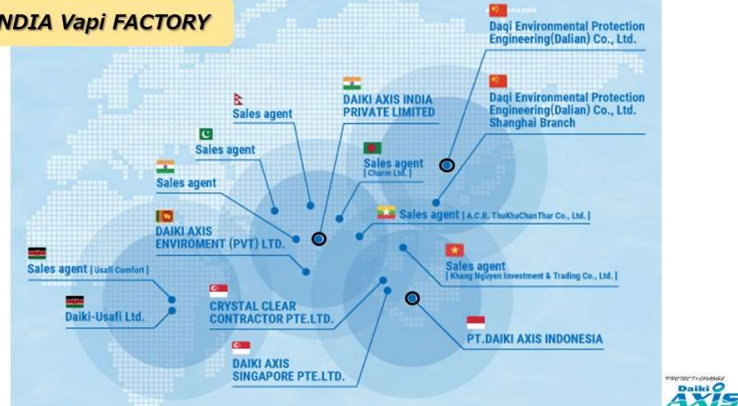 INDIA Vapi FACTORY
Daqi Environmental Protection
Engineering(Dalian) Co., Ltd.
DAIKI AXIS INDIA
PRIVATE LIMITED
Daqi Environmental Protection
Engineering(Dalian) Co., Ltd.
Shanghai Branch
Sales agent
Sales agent
Sales agent
[ Charm Ltd. ]
Sales agent
Sales agent [ A.C.R. ThuKhaChanThar Co., Ltd. ]
DAIKI AXIS
ENVIROMENT (PVT) LTD.
Sales agent [ Usafi Comfort ]
Sales agent
[ Khang Nguyen Investment & Trading Co., Ltd. ]
Daiki-Usafi Ltd.
CRYSTAL CLEAR
CONTRACTOR PTE.LTD.
PT.DAIKI AXIS INDONESIA
DAIKI AXIS
SINGAPORE PTE.LTD.
PROTECT×CHANGE
Daiki
AXIS